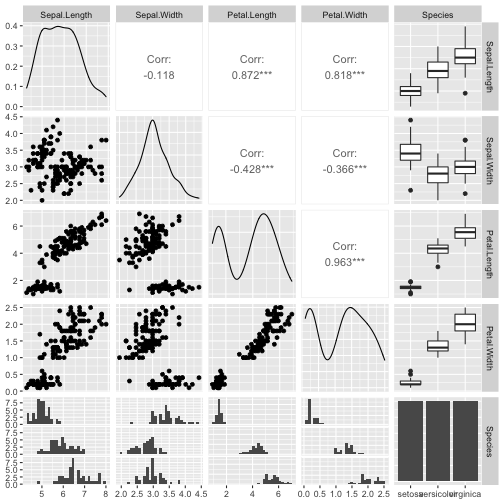 Sepal.Length Sepal.Width Petal.Length Petal.Width Species
0.4
0.3
0.2
0.1
0.0
Corr:
-0.118
Corr:
0.872***
Corr:
0.818***
Sepal.Length
4.5
4.0
3.5
3.0
2.5
2.0
Corr:
-0.428***
Corr:
-0.366***
Sepal.Width
6
4
2
Corr:
0.963***
Petal.Length
2.5
2.0
1.5
1.0
0.5
0.0
Petal.Width
7.5
5.0
2.5
0.0
7.5
5.0
2.5
0.0
7.5
5.0
2.5
0.0
Species
5 6 7 8 2.0 2.5 3.0 3.5 4.0 4.5 2 4 6 0.0 0.5 1.0 1.5 2.0 2.5 setosa versicolor virginica